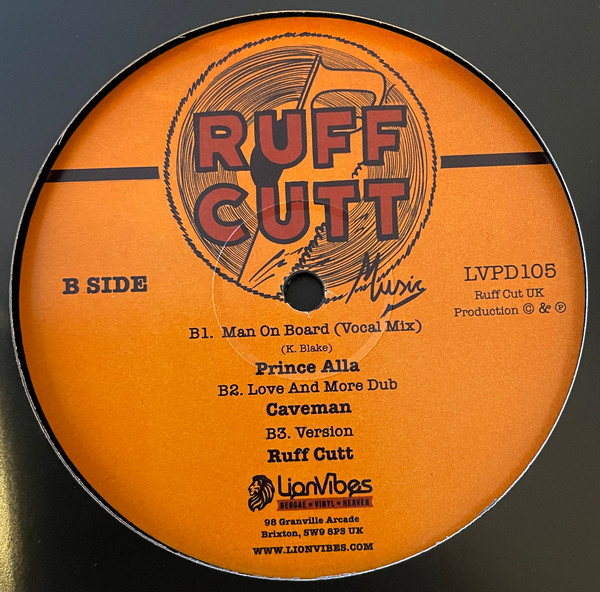 RUFF
CUTT
Music
B SIDE
LVPD105
Ruff Cut UK
Production © & ℗
B1. Man On Board (Vocal Mix)
(K. Blake)
Prince Alla
B2. Love And More Dub
Caveman
B3. Version
Ruff Cutt
LionVibes
REGGAE VINYL HEAVEN
98 Granville Arcade
Brixton, SW9 8PS UK
WWW.LIONVIBES.COM